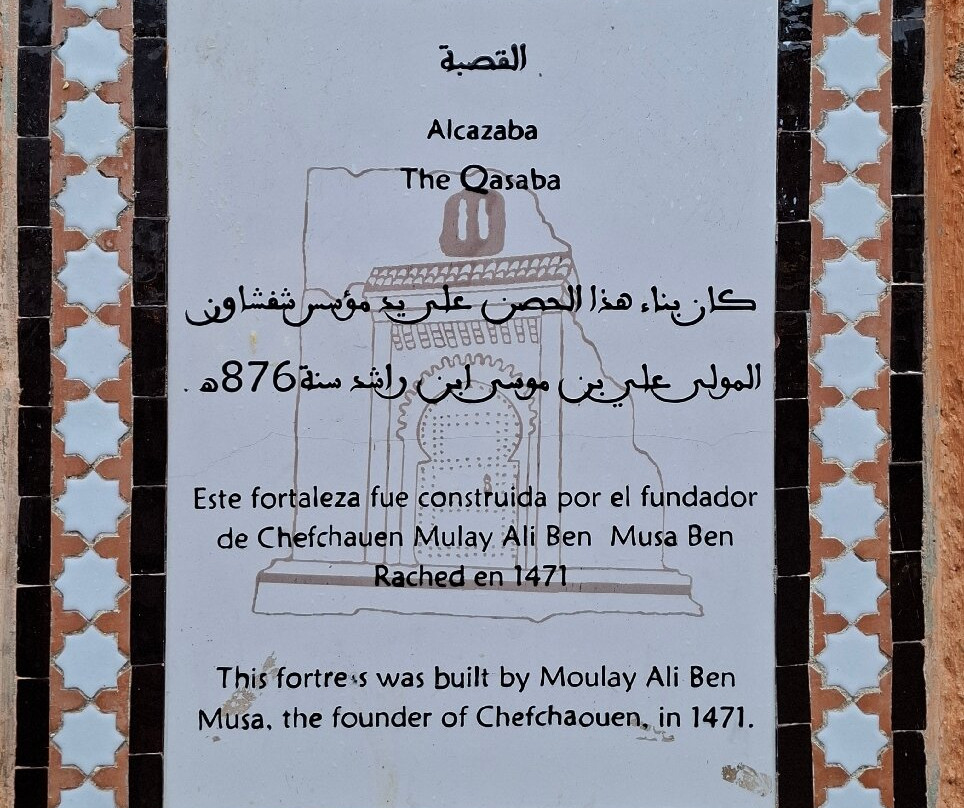 القصبة
Alcazaba
The Qasaba
كان بناء هذا الحصن على يد مؤسس شفشاون
المولى علي بن موسى ابن راشد سنة 876ه .
Este fortaleza fue construida por el fundador
de Chefchauen Mulay Ali Ben Musa Ben
Rached en 1471
This fortress was built by Moulay Ali Ben
Musa, the founder of Chefchaouen, in 1471.